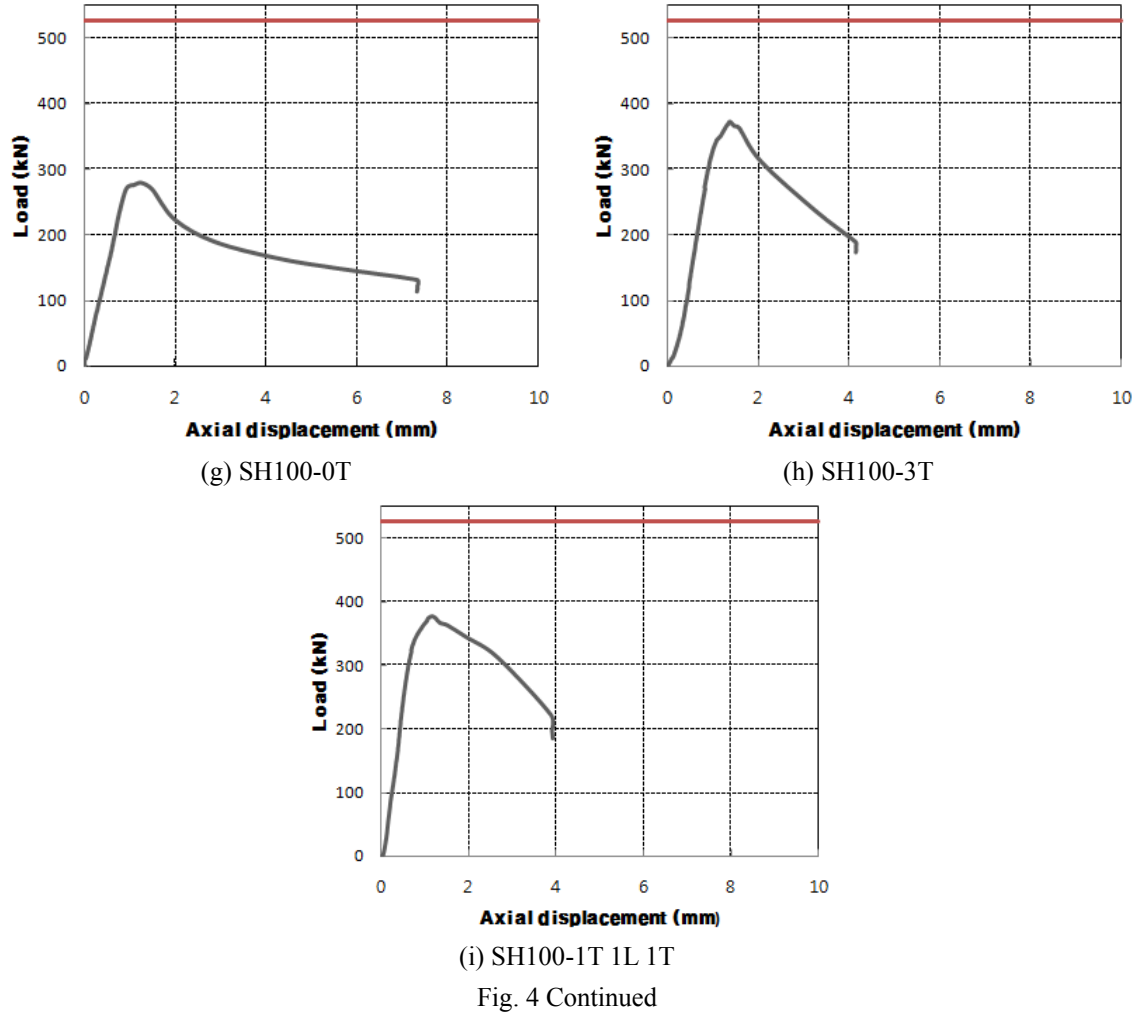 500
400
300
200
100
0
Load (kN)
0 2 4 6 8 10
Axial displacement (mm)
(g) SH100-0T
500
400
300
200
100
0
Load (kN)
0 2 4 6 8 10
Axial displacement (mm)
(h) SH100-3T
500
400
300
200
100
0
Load (kN)
0 2 4 6 8 10
Axial displacement (mm)
(i) SH100-1T 1L 1T
Fig. 4 Continued